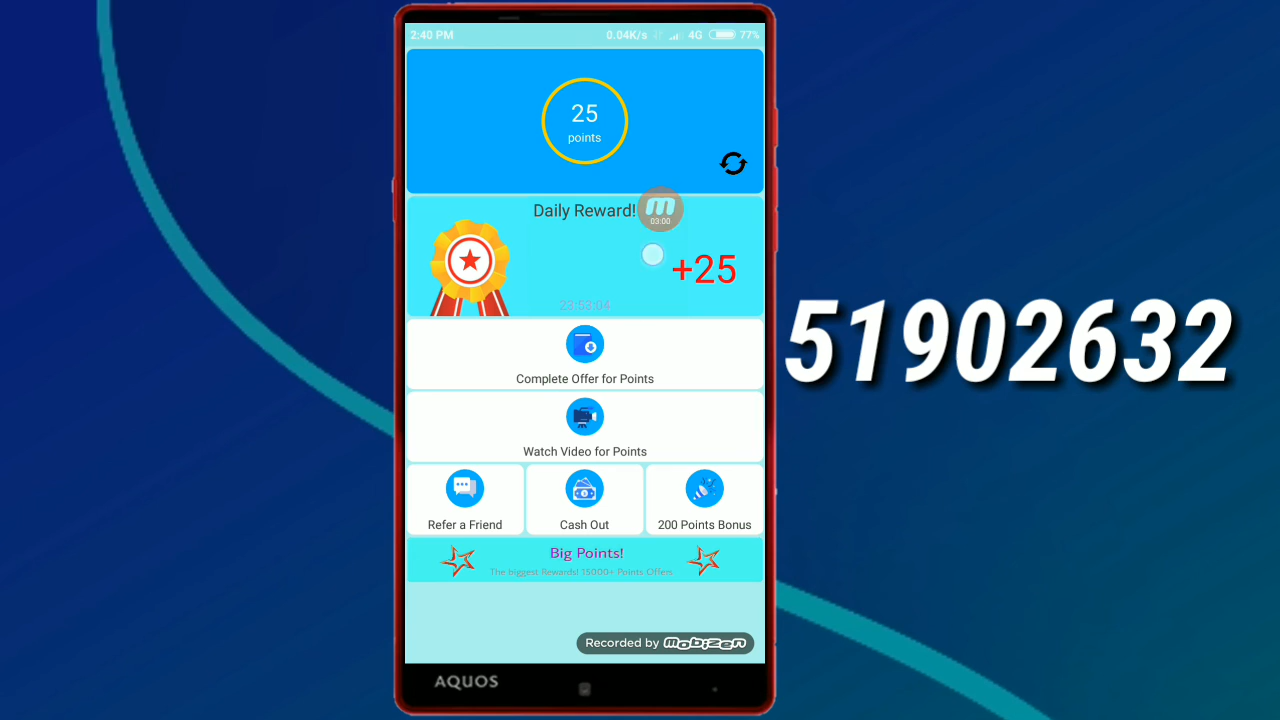 2:40 PM
0.04K/s 4G 77%
25
points
Daily Reward!
03:00
+25
23:53:04
Complete Offer for Points
Watch Video for Points
Refer a Friend
Cash Out
200 Points Bonus
Big Points!
The biggest Rewards! 15000+ Points Offers
Recorded by mobizen
AQUOS
51902632